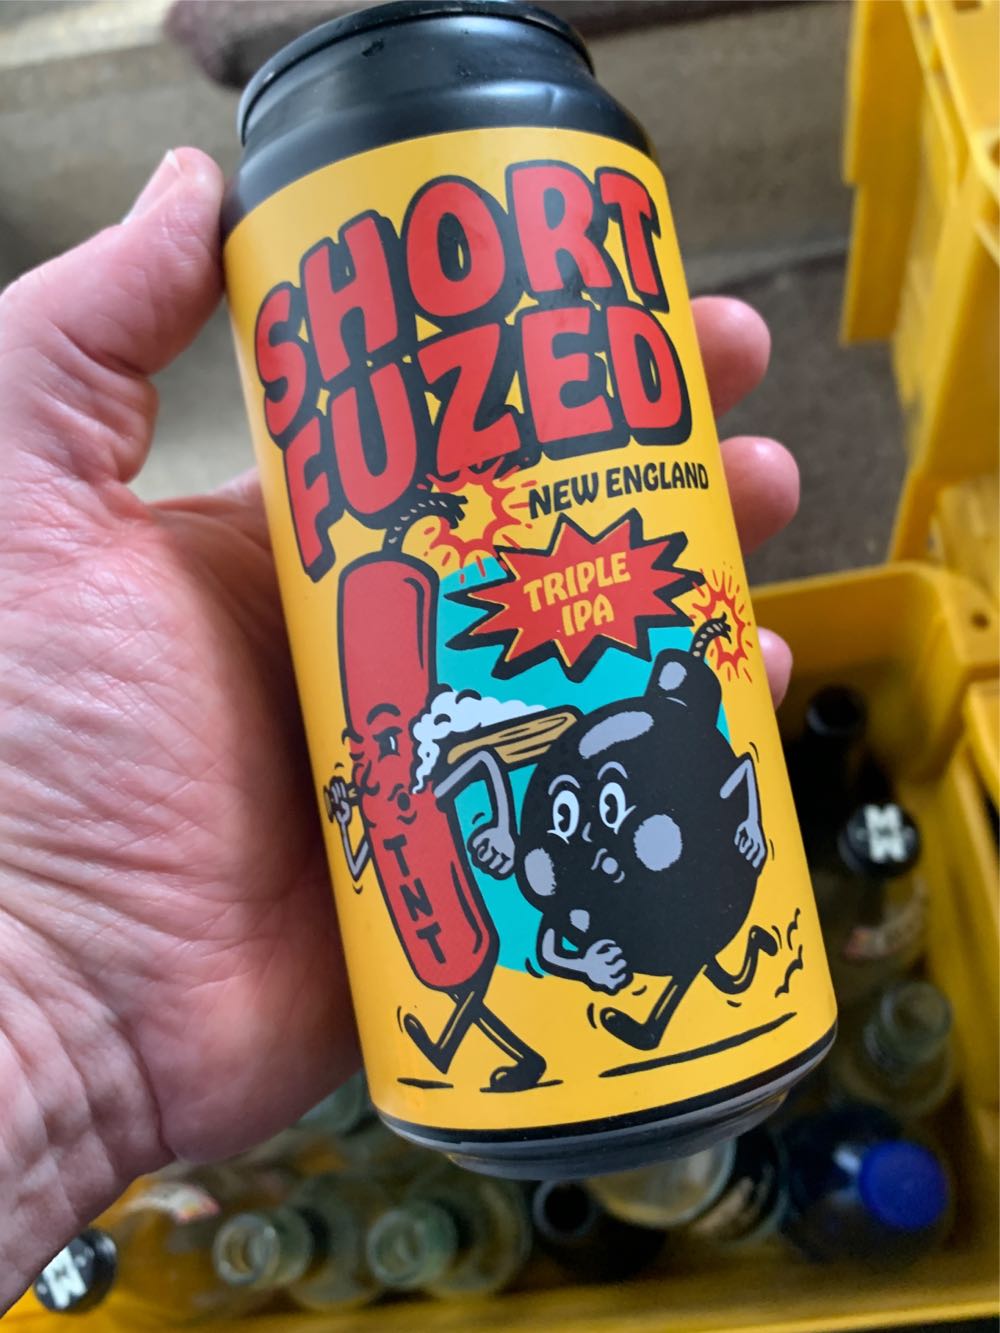 SHORT
FUZED
NEW ENGLAND
TRIPLE
IPA
TNT
M
M